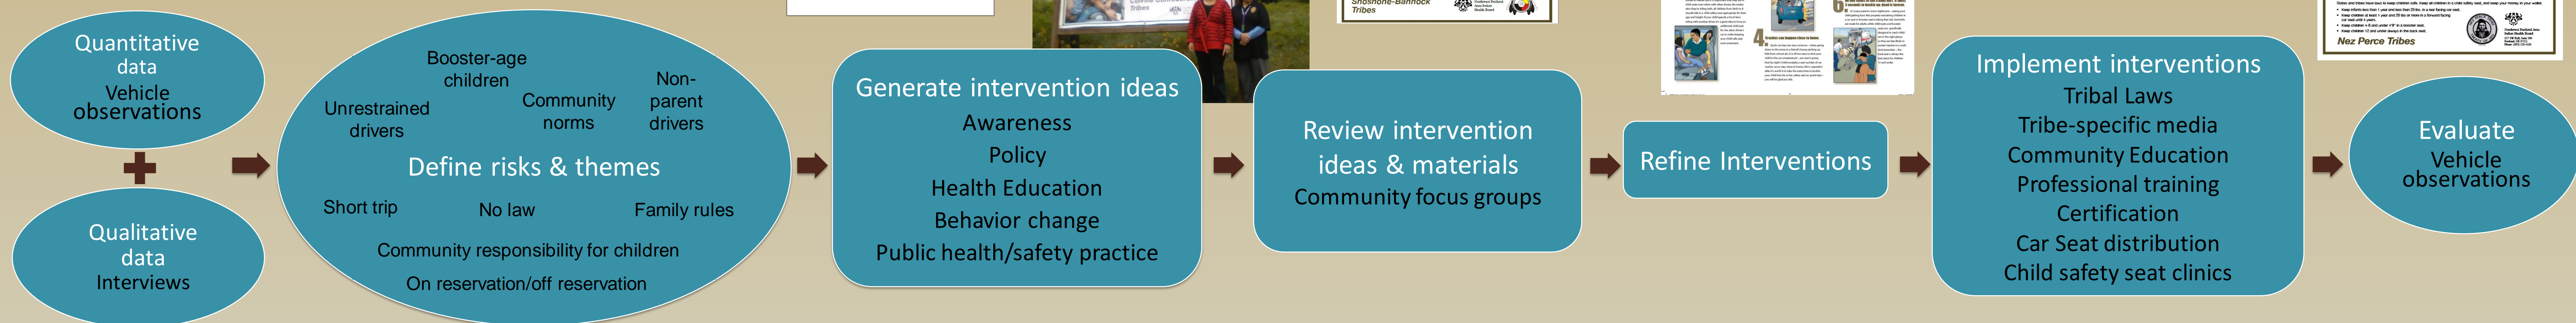 Quantitative
data
Vehicle
observations
Qualitative
data
Interviews
Booster-age
children
Non-
parent
drivers
Unrestrained
drivers
Community
norms
Define risks & themes
Short trip
No law
Family rules
Community responsibility for children
On reservation/off reservation
Generate intervention ideas
Awareness
Policy
Health Education
Behavior change
Public health/safety practice
Shoshone-Bannock
Tribes
Review intervention
ideas & materials
Community focus groups
4.
Refine Interventions
Implement interventions
Tribal Laws
Tribe-specific media
Community Education
Professional training
Certification
Car Seat distribution
Child safety seat clinics
Nez Perce Tribes
Evaluate
Vehicle
observations